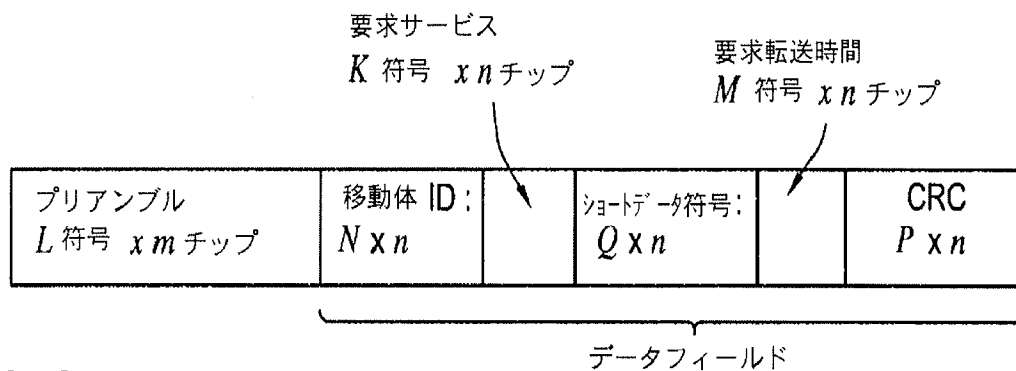 要求サービス
K 符号 x n チップ
要求転送時間
M 符号 x n チップ
プリアンブル
L 符号 x m チップ
移動体 ID:
N x n
ショートデータ符号:
Q x n
CRC
P x n
データフィールド